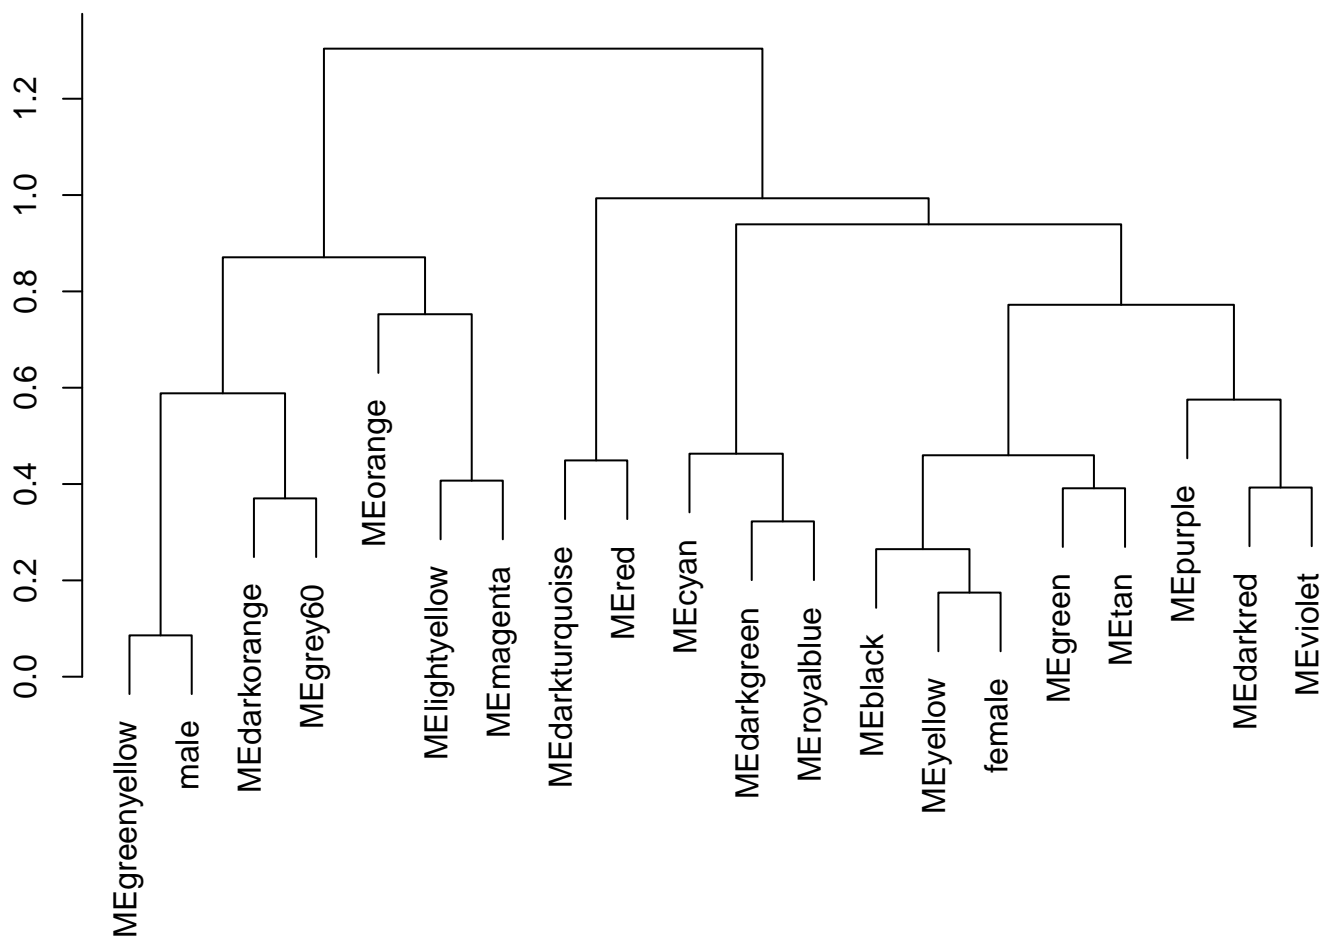 1.2
1.0
0.8
0.6
0.4
0.2
0.0
MEgreenyellow
male
MEdarkorange
MEgrey60
MEorange
MElightyellow
MEmagenta
MEdarkturquoise
MEred
MEcyan
MEdarkgreen
MEroyalblue
MEblack
MEyellow
female
MEgreen
MEtan
MEpurple
MEdarkred
MEviolet